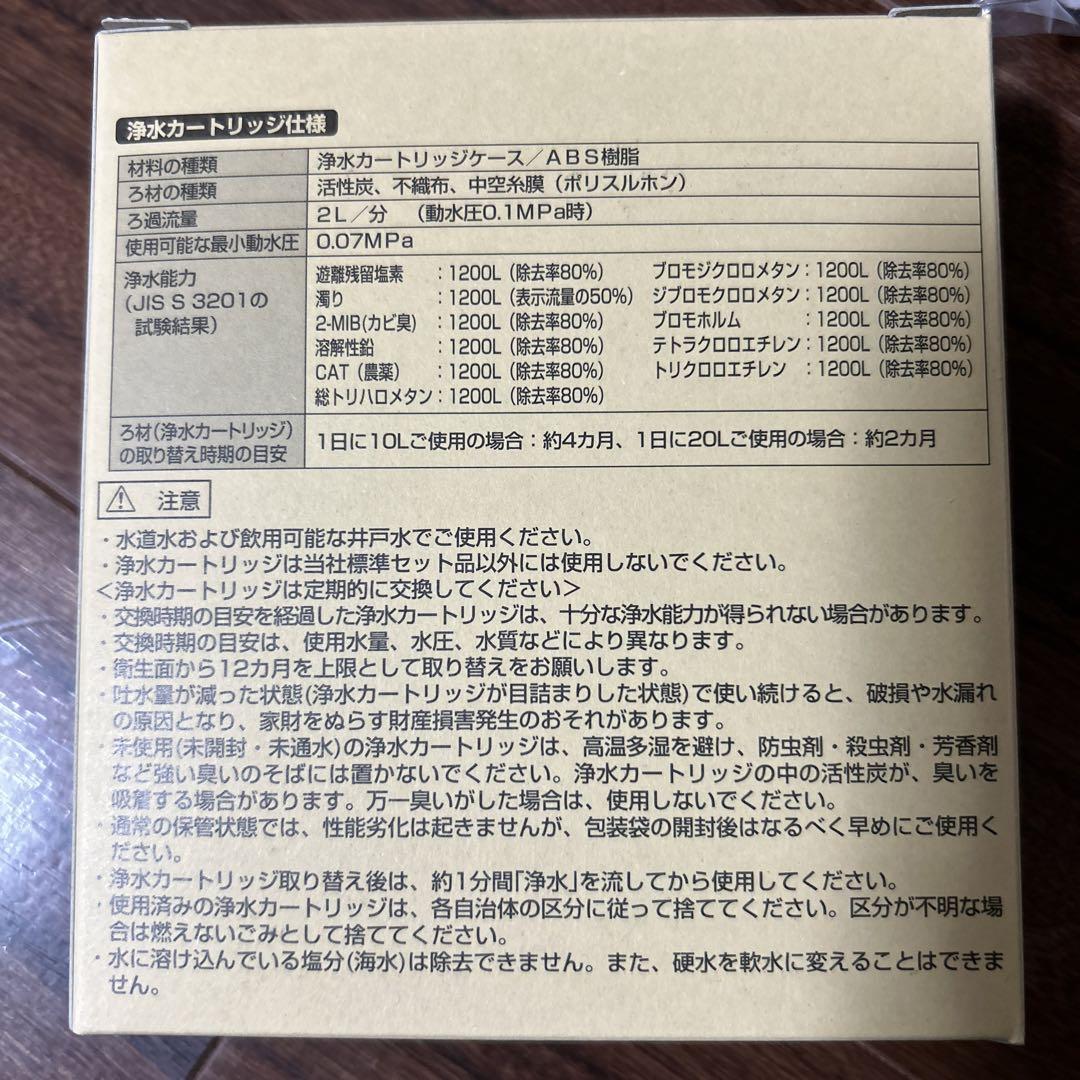 浄水カートリッジ仕様
材料の種類 浄水カートリッジケース／ABS樹脂
ろ材の種類 活性炭、不織布、中空糸膜（ポリスルホン）
ろ過流量 2L／分 （動水圧0.1MPa時）
使用可能な最小動水圧 0.07MPa
浄水能力
(JIS S 3201の
試験結果)
遊離残留塩素 ：1200L（除去率80%） ブロモジクロロメタン：1200L（除去率80%）
濁り ：1200L（表示流量の50%） ジブロモクロロメタン：1200L（除去率80%）
2-MIB(カビ臭) ：1200L（除去率80%） ブロモホルム ：1200L（除去率80%）
溶解性鉛 ：1200L（除去率80%） テトラクロロエチレン：1200L（除去率80%）
CAT（農薬） ：1200L（除去率80%） トリクロロエチレン ：1200L（除去率80%）
総トリハロメタン：1200L（除去率80%）
ろ材(浄水カートリッジ)
の取り替え時期の目安
1日に10Lご使用の場合：約4カ月、1日に20Lご使用の場合：約2カ月
⚠ 注意
・水道水および飲用可能な井戸水でご使用ください。
・浄水カートリッジは当社標準セット品以外には使用しないでください。
＜浄水カートリッジは定期的に交換してください＞
・交換時期の目安を経過した浄水カートリッジは、十分な浄水能力が得られない場合があります。
・交換時期の目安は、使用水量、水圧、水質などにより異なります。
・衛生面から12カ月を上限として取り替えをお願いします。
・吐水量が減った状態(浄水カートリッジが目詰まりした状態)で使い続けると、破損や水漏れ
の原因となり、家財をぬらす財産損害発生のおそれがあります。
・未使用(未開封・未通水)の浄水カートリッジは、高温多湿を避け、防虫剤・殺虫剤・芳香剤
など強い臭いのそばには置かないでください。浄水カートリッジの中の活性炭が、臭いを
吸着する場合があります。万一臭いがした場合は、使用しないでください。
・通常の保管状態では、性能劣化は起きませんが、包装袋の開封後はなるべく早めにご使用く
ださい。
・浄水カートリッジ取り替え後は、約1分間｢浄水｣を流してから使用してください。
・使用済みの浄水カートリッジは、各自治体の区分に従って捨ててください。区分が不明な場
合は燃えないごみとして捨ててください。
・水に溶け込んでいる塩分(海水)は除去できません。また、硬水を軟水に変えることはできま
せん。